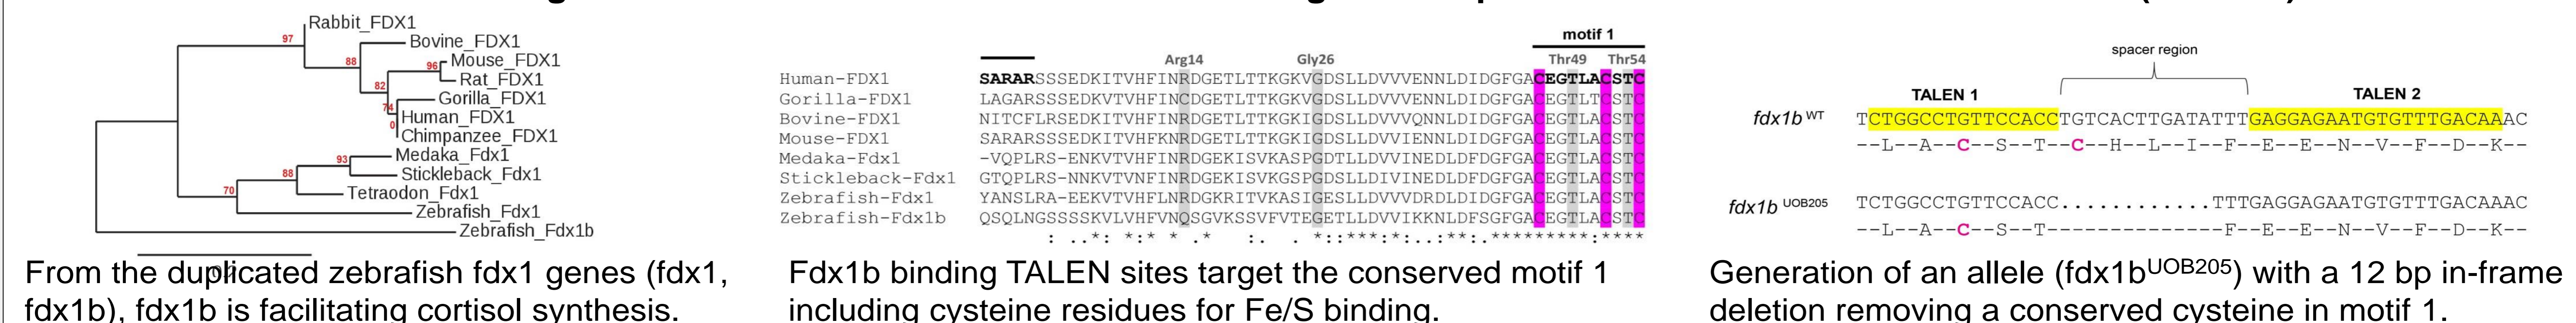 Rabbit_FDX1
97
Bovine_FDX1
88
Mouse_FDX1
96
Rat_FDX1
82
Gorilla_FDX1
74
Human_FDX1
0
Chimpanzee_FDX1
Medaka_Fdx1
93
Stickleback_Fdx1
88
Tetraodon_Fdx1
70
Zebrafish_Fdx1
Zebrafish_Fdx1b
From the duplicated zebrafish fdx1 genes (fdx1,
fdx1b), fdx1b is facilitating cortisol synthesis.
motif 1
Arg14 Gly26 Thr49 Thr54
Human-FDX1 SARARSSSSEDKITVHFINRDGETLTTKGKVGDSLLDVVVENNLDIDGFGACEGTLACSTC
Gorilla-FDX1 LAGARSSSSEDKVTVHFINCDGETLTTKGKVGDSLLDVVVENNLDIDGFGACEGTLTCSTC
Bovine-FDX1 NITCFLRSEDKITVHFINRDGETLTTKGKIGDSLLDVVVQNNLDIDGFGACEGTLACSTC
Mouse-FDX1 SARARSSSEDKVTVHFINRDGETLTTKGKIGDSLLDVVIENNLDIDGFGACEGTLACSTC
Medaka-Fdx1 -VQPLRS-ENKVTVHFINRDGEKISVKASPGDTLLDVVINEDLDFDGFGACEGTLACSTC
Stickleback-Fdx1 GTQPLRS-NNKVTVNFINRDGEKISVKGSPGDSLLDIVINEDLDIDGFGACEGTLACSTC
Zebrafish-Fdx1 YANSLRA-EEKVTVHFLNRDGKRITVKASIGESLLDVVVDRDLDIDGFGACEGTLACSTC
Zebrafish-Fdx1b QSQLNGSSSSKVLVHFVNQSGVKSSVFVTEGETLLDVVIKKNLDFSGFGACEGTLACSTC
: ..*: *:* * .* :. . *::***:*:..:**:.*********:****
Fdx1b binding TALEN sites target the conserved motif 1
including cysteine residues for Fe/S binding.
spacer region
TALEN 1 TALEN 2
fdx1b WT TCTGGCCTGTTCCACCTGTCACTTGATATTTGAGGAGAATGTGTTTGACAAAC
--L--A--C--S--T--C--H--L--I--F--E--E--N--V--F--D--K--
fdx1b UOB205 TCTGGCCTGTTCCACC............TTTGAGGAGAATGTGTTTGACAAAC
--L--A--C--S--T--------------F--E--E--N--V--F--D--K--
Generation of an allele (fdx1bUOB205) with a 12 bp in-frame
deletion removing a conserved cysteine in motif 1.